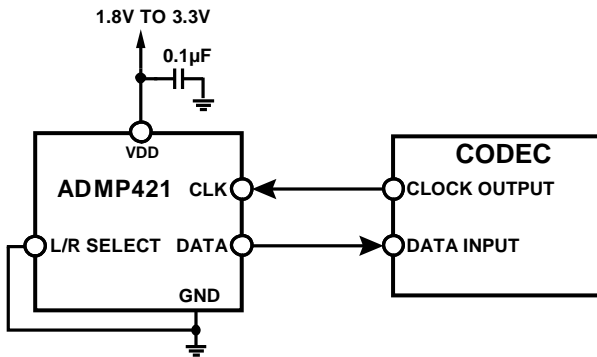 1.8V TO 3.3V
0.1µF
VDD
ADMP421
CLK
L/R SELECT
DATA
GND
CODEC
CLOCK OUTPUT
DATA INPUT